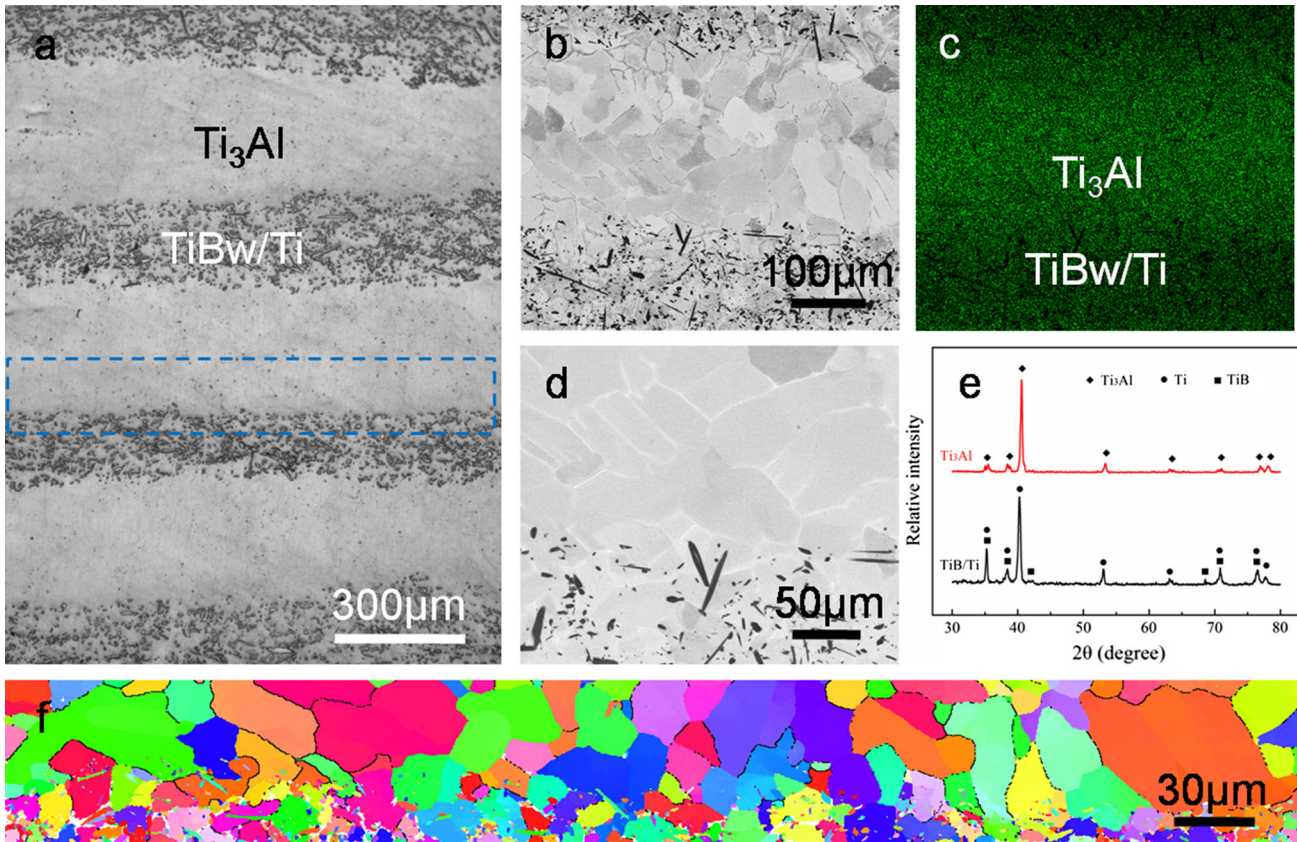 a
Ti₃Al
TiBw/Ti
300μm
b
100μm
c
Ti₃Al
TiBw/Ti
d
50μm
e
Ti₃Al
Ti
TiB
Relative intensity
Ti₃Al
TiB/Ti
30 40 50 60 70 80
2θ (degree)
f
30μm